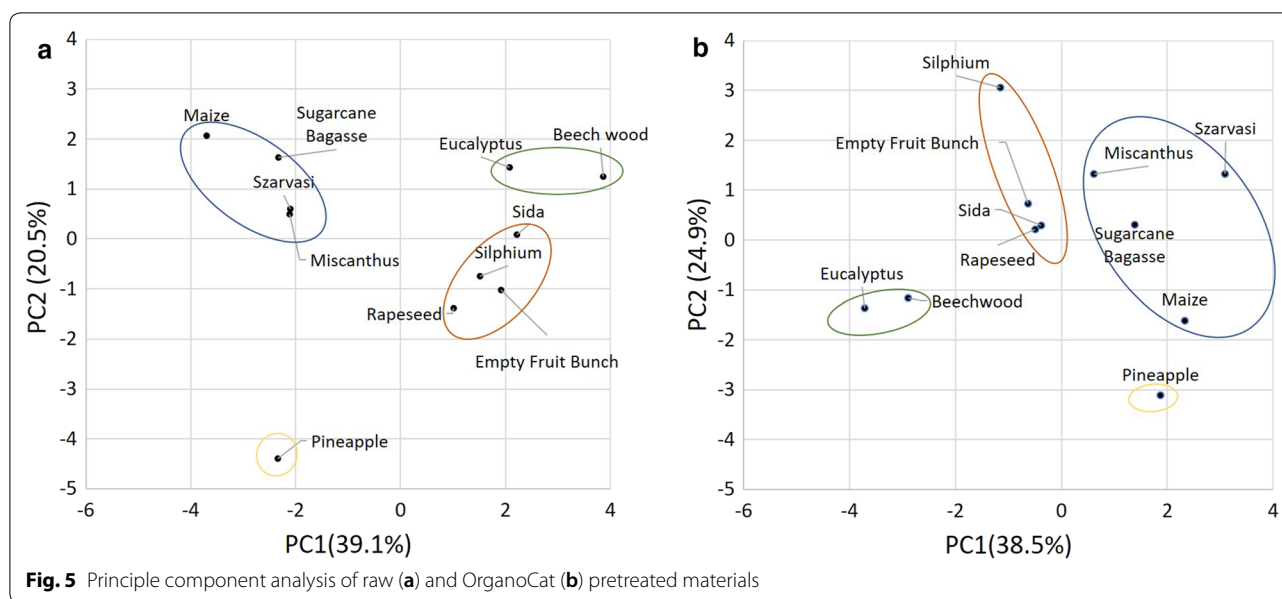 a
4
3
2
1
0
-1
-2
-3
-4
-5
-6
-4
-2
0
2
4
PC2 (20.5%)
PC1(39.1%)
Maize
Sugarcane
Bagasse
Szarvasi
Miscanthus
Eucalyptus
Beech wood
Sida
Silphium
Rapeseed
Empty Fruit Bunch
Pineapple
b
4
3
2
1
0
-1
-2
-3
-4
-5
-6
-4
-2
0
2
4
PC2 (24.9%)
PC1(38.5%)
Silphium
Empty Fruit Bunch
Sida
Rapeseed
Eucalyptus
Beechwood
Szarvasi
Miscanthus
Sugarcane
Bagasse
Maize
Pineapple
Fig. 5 Principle component analysis of raw (a) and OrganoCat (b) pretreated materials